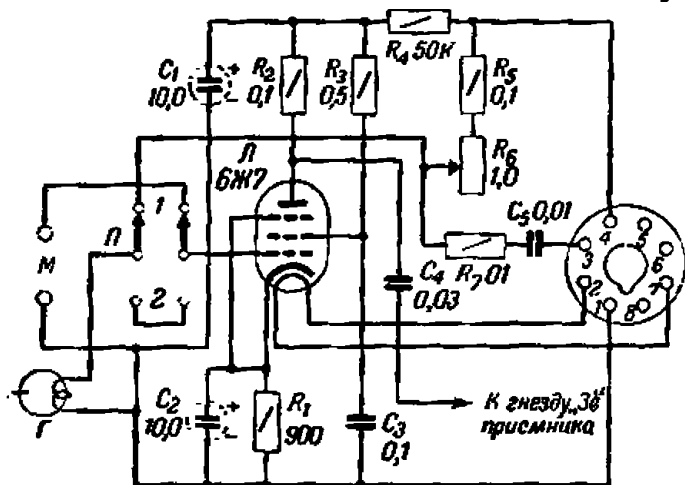 R₄ 50К
C₁
10,0
+
-
R₂
0,1
R₃
0,5
R₅
0,1
Л
6Ж7
R₆
1,0
1
П
М
2
C₅ 0,01
R₇ 01
C₄
0,03
4
5
3
6
2
7
1
8
Г
C₂
10,0
+
-
R₁
900
C₃
0,1
К гнезду „Зв"
приемника